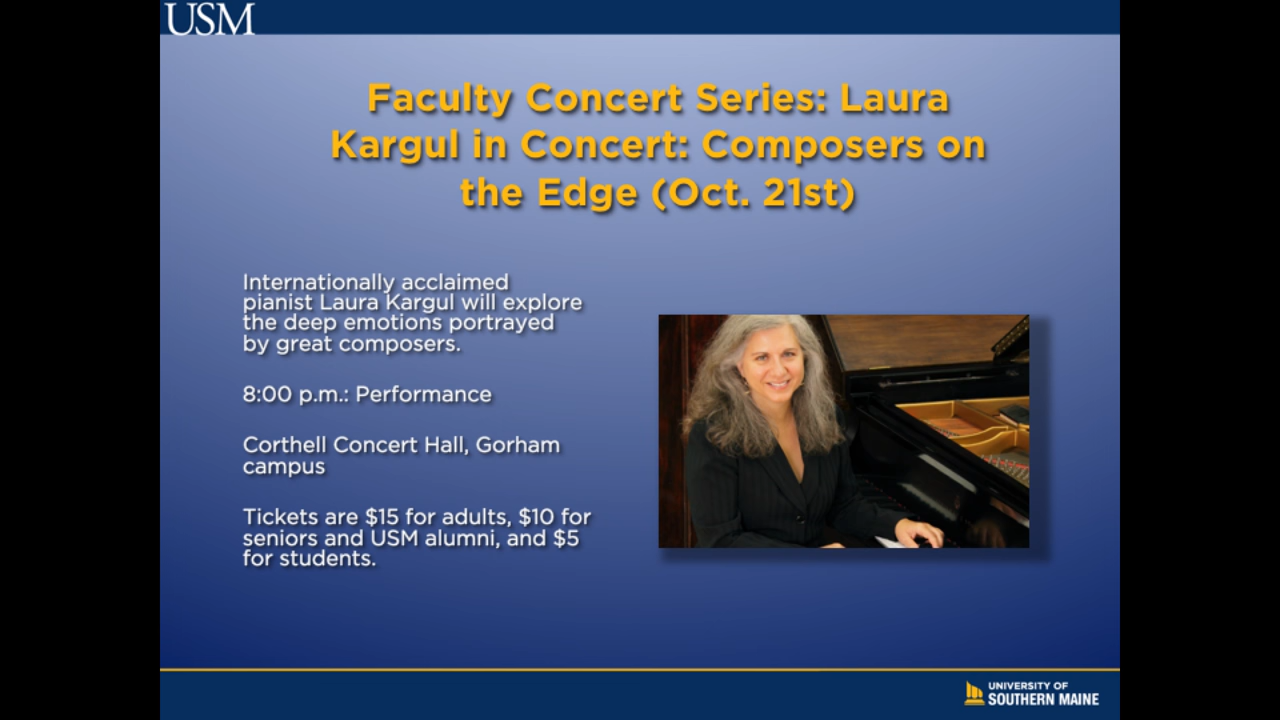 USM
Faculty Concert Series: Laura
Kargul in Concert: Composers on
the Edge (Oct. 21st)
Internationally acclaimed
pianist Laura Kargul will explore
the deep emotions portrayed
by great composers.
8:00 p.m.: Performance
Corthell Concert Hall, Gorham
campus
Tickets are $15 for adults, $10 for
seniors and USM alumni, and $5
for students.
UNIVERSITY OF
SOUTHERN MAINE